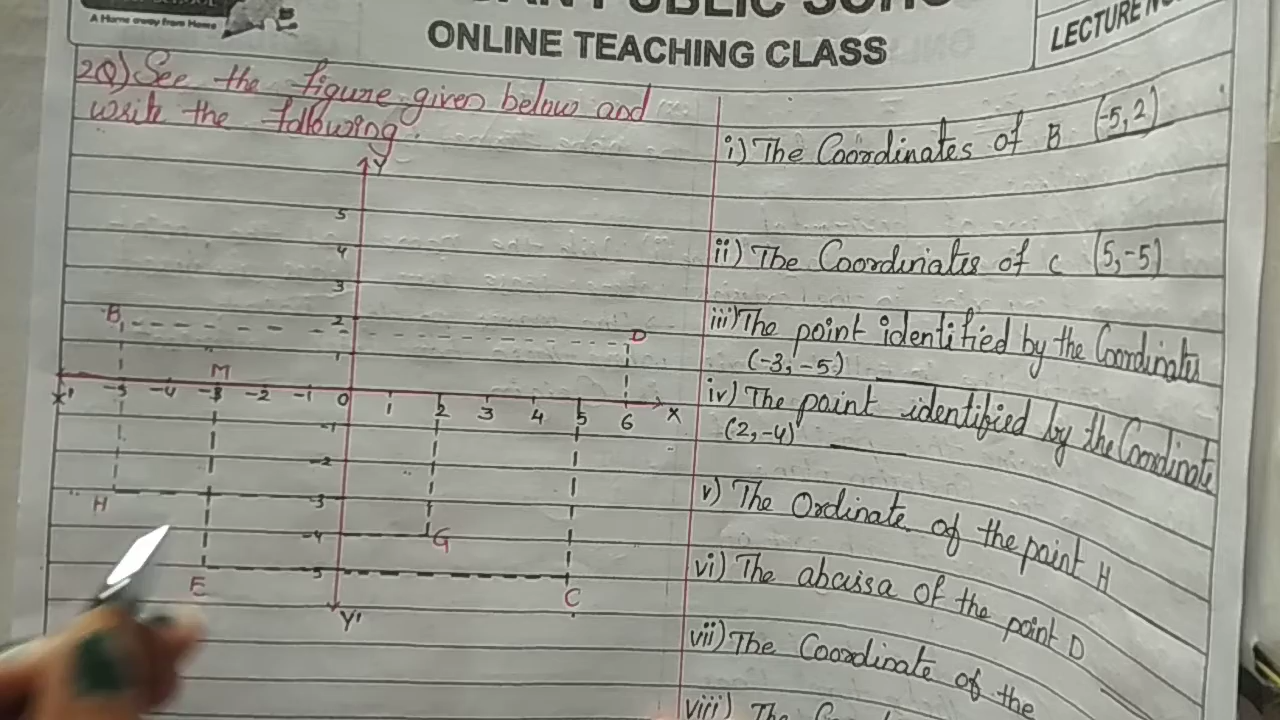 A Home away from Home
PUBLIC
ONLINE TEACHING CLASS
LECTURE
2Q) See the figure given below and
write the following.
Y
5
4
3
B
2
D
1
M
X' -5 -4 -3 -2 -1 0 1 2 3 4 5 6 X
-1
-2
H
-3
-4
G
E
-5
C
Y'
i) The Coordinates of B (-5,2)
ii) The Coordinates of C (5,-5)
iii) The point identified by the Coordinates
(-3,-5)
iv) The point identified by the Coordinate
(2,-4)
v) The Ordinate of the point H
vi) The abcissa of the point D
vii) The Coordinate of the
viii) The